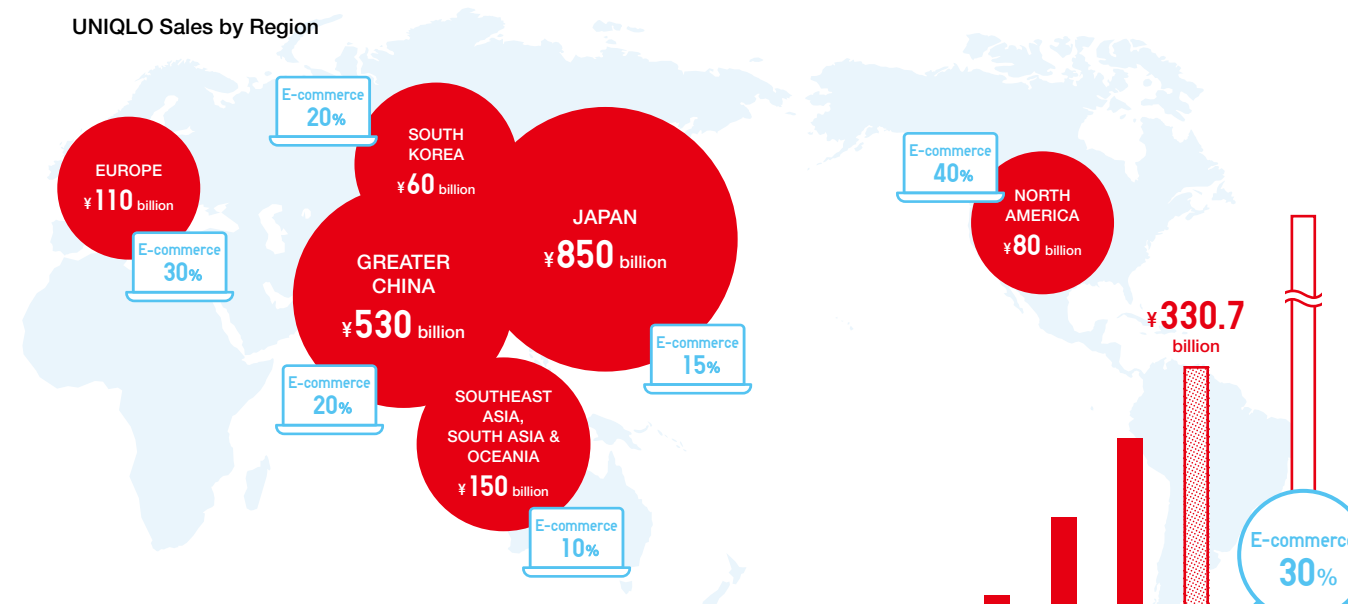 UNIQLO Sales by Region
E-commerce
20%
SOUTH
KOREA
¥60 billion
EUROPE
¥110 billion
E-commerce
30%
JAPAN
¥850 billion
E-commerce
15%
GREATER
CHINA
¥530 billion
E-commerce
20%
SOUTHEAST
ASIA,
SOUTH ASIA &
OCEANIA
¥150 billion
E-commerce
10%
E-commerce
40%
NORTH
AMERICA
¥80 billion
¥330.7
billion
E-commerce
30%